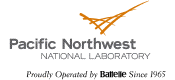 Pacific Northwest
NATIONAL LABORATORY
Proudly Operated by Battelle Since 1965